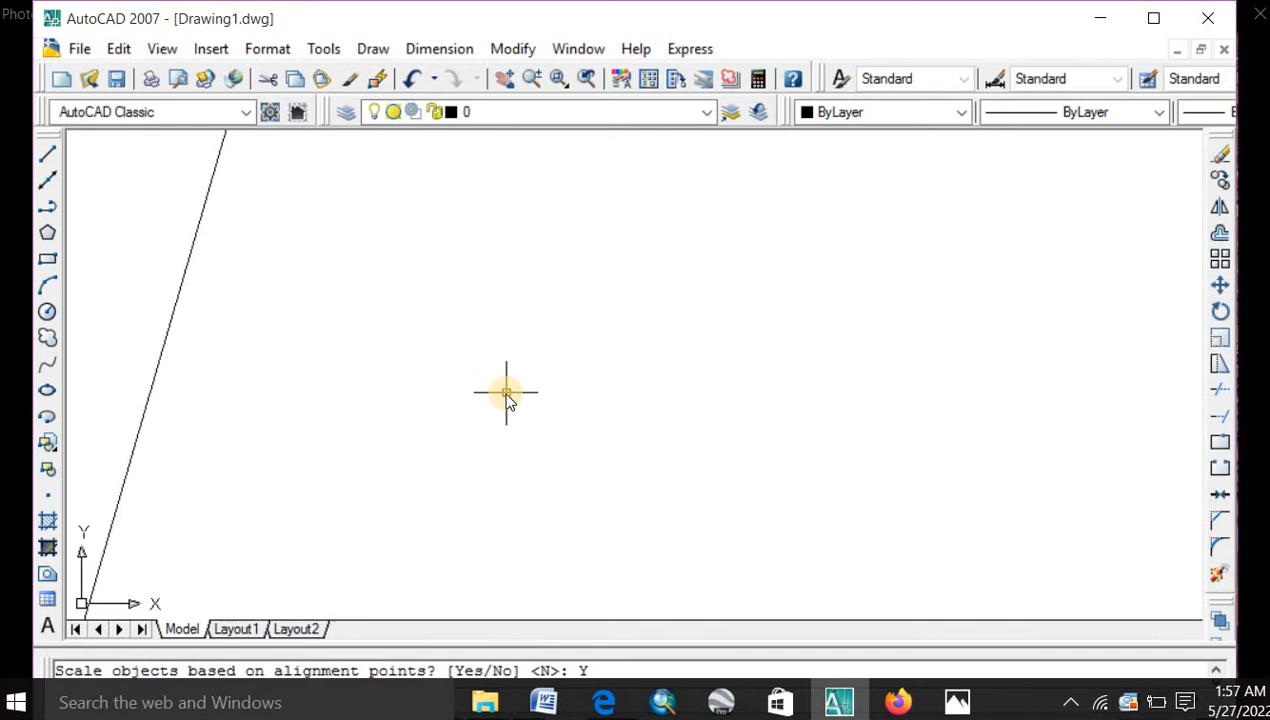 Photo
AutoCAD 2007 - [Drawing1.dwg]
File Edit View Insert Format Tools Draw Dimension Modify Window Help Express
Standard Standard Standard
AutoCAD Classic 0 ByLayer ByLayer
Y
X
A
Model Layout1 Layout2
Scale objects based on alignment points? [Yes/No] <N>: Y
Search the web and Windows
1:57 AM
5/27/2022